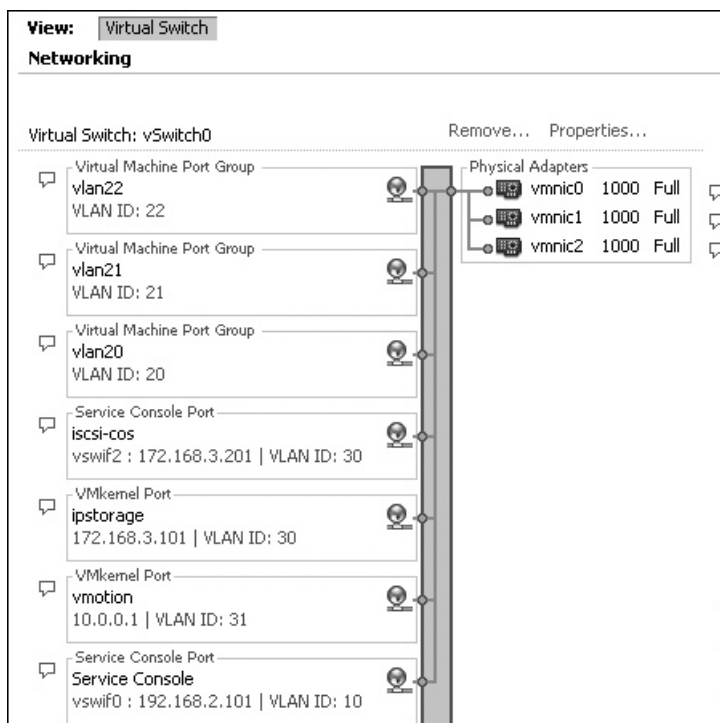 View: Virtual Switch
Networking
Virtual Switch: vSwitch0 Remove... Properties...
Virtual Machine Port Group
vlan22
VLAN ID: 22
Physical Adapters
vmnic0 1000 Full
vmnic1 1000 Full
vmnic2 1000 Full
Virtual Machine Port Group
vlan21
VLAN ID: 21
Virtual Machine Port Group
vlan20
VLAN ID: 20
Service Console Port
iscsi-cos
vswif2 : 172.168.3.201 | VLAN ID: 30
VMkernel Port
ipstorage
172.168.3.101 | VLAN ID: 30
VMkernel Port
vmotion
10.0.0.1 | VLAN ID: 31
Service Console Port
Service Console
vswif0 : 192.168.2.101 | VLAN ID: 10